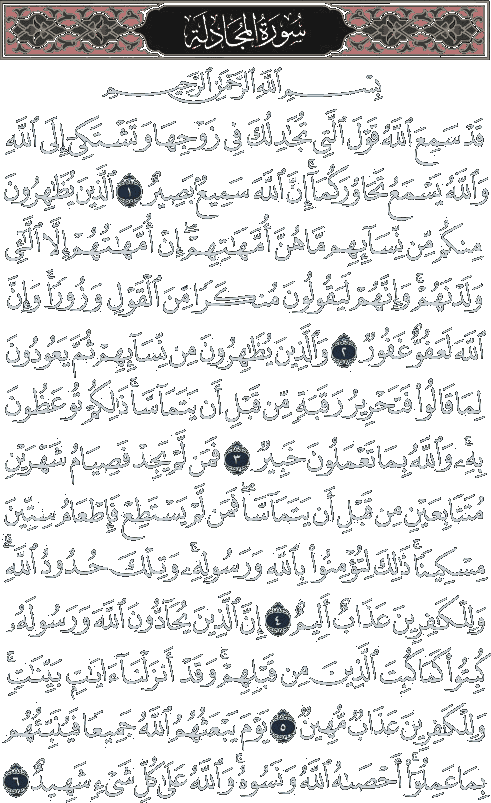 سُورَةُ المُجَادلَة
بِسْمِ ٱللَّهِ ٱلرَّحْمَٰنِ ٱلرَّحِيمِ
قَدْ سَمِعَ ٱللَّهُ قَوْلَ ٱلَّتِى تُجَٰدِلُكَ فِى زَوْجِهَا وَتَشْتَكِىٓ إِلَى ٱللَّهِ
وَٱللَّهُ يَسْمَعُ تَحَاوُرَكُمَآ إِنَّ ٱللَّهَ سَمِيعٌۢ بَصِيرٌ ١ ٱلَّذِينَ يُظَٰهِرُونَ
مِنكُم مِّن نِّسَآئِهِم مَّا هُنَّ أُمَّهَٰتِهِمْ إِنْ أُمَّهَٰتُهُمْ إِلَّا ٱلَّٰٓـِٔى
وَلَدْنَهُمْ وَإِنَّهُمْ لَيَقُولُونَ مُنكَرًا مِّنَ ٱلْقَوْلِ وَزُورًا وَإِنَّ
ٱللَّهَ لَعَفُوٌّ غَفُورٌ ٢ وَٱلَّذِينَ يُظَٰهِرُونَ مِن نِّسَآئِهِمْ ثُمَّ يَعُودُونَ
لِمَا قَالُوا۟ فَتَحْرِيرُ رَقَبَةٍ مِّن قَبْلِ أَن يَتَمَآسَّا ذَٰلِكُمْ تُوعَظُونَ
بِهِۦ وَٱللَّهُ بِمَا تَعْمَلُونَ خَبِيرٌ ٣ فَمَن لَّمْ يَجِدْ فَصِيَامُ شَهْرَيْنِ
مُتَتَابِعَيْنِ مِن قَبْلِ أَن يَتَمَآسَّا فَمَن لَّمْ يَسْتَطِعْ فَإِطْعَامُ سِتِّينَ
مِسْكِينًا ذَٰلِكَ لِتُؤْمِنُوا۟ بِٱللَّهِ وَرَسُولِهِۦ وَتِلْكَ حُدُودُ ٱللَّهِ
وَلِلْكَٰفِرِينَ عَذَابٌ أَلِيمٌ ٤ إِنَّ ٱلَّذِينَ يُحَآدُّونَ ٱللَّهَ وَرَسُولَهُۥ
كُبِتُوا۟ كَمَا كُبِتَ ٱلَّذِينَ مِن قَبْلِهِمْ وَقَدْ أَنزَلْنَآ ءَايَٰتٍۭ بَيِّنَٰتٍ
وَلِلْكَٰفِرِينَ عَذَابٌ مُّهِينٌ ٥ يَوْمَ يَبْعَثُهُمُ ٱللَّهُ جَمِيعًا فَيُنَبِّئُهُم
بِمَا عَمِلُوٓا۟ أَحْصَىٰهُ ٱللَّهُ وَنَسُوهُ وَٱللَّهُ عَلَىٰ كُلِّ شَىْءٍ شَهِيدٌ ٦